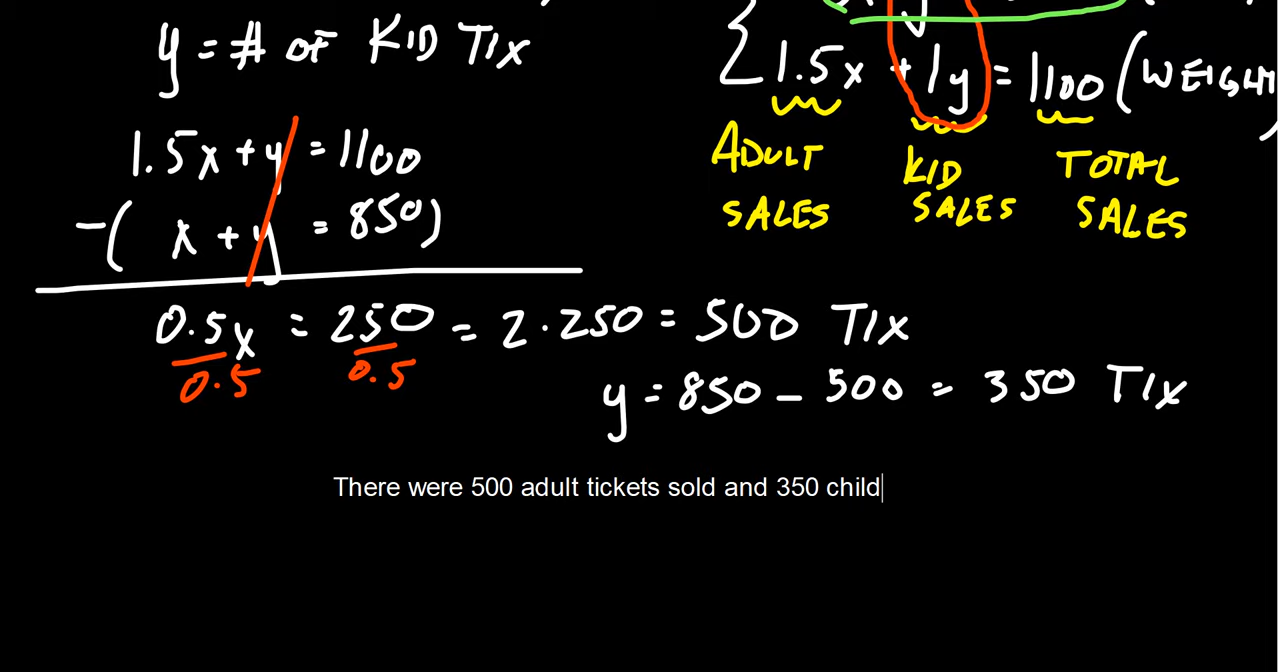 y = # of KID TIX
1.5x + 1y = 1100 (WEIGHT)
ADULT SALES
KID SALES
TOTAL SALES
1.5x + y = 1100
-( x + y = 850)
0.5x = 250 = 2·250 = 500 TIX
0.5 0.5
y = 850 - 500 = 350 TIX
There were 500 adult tickets sold and 350 child